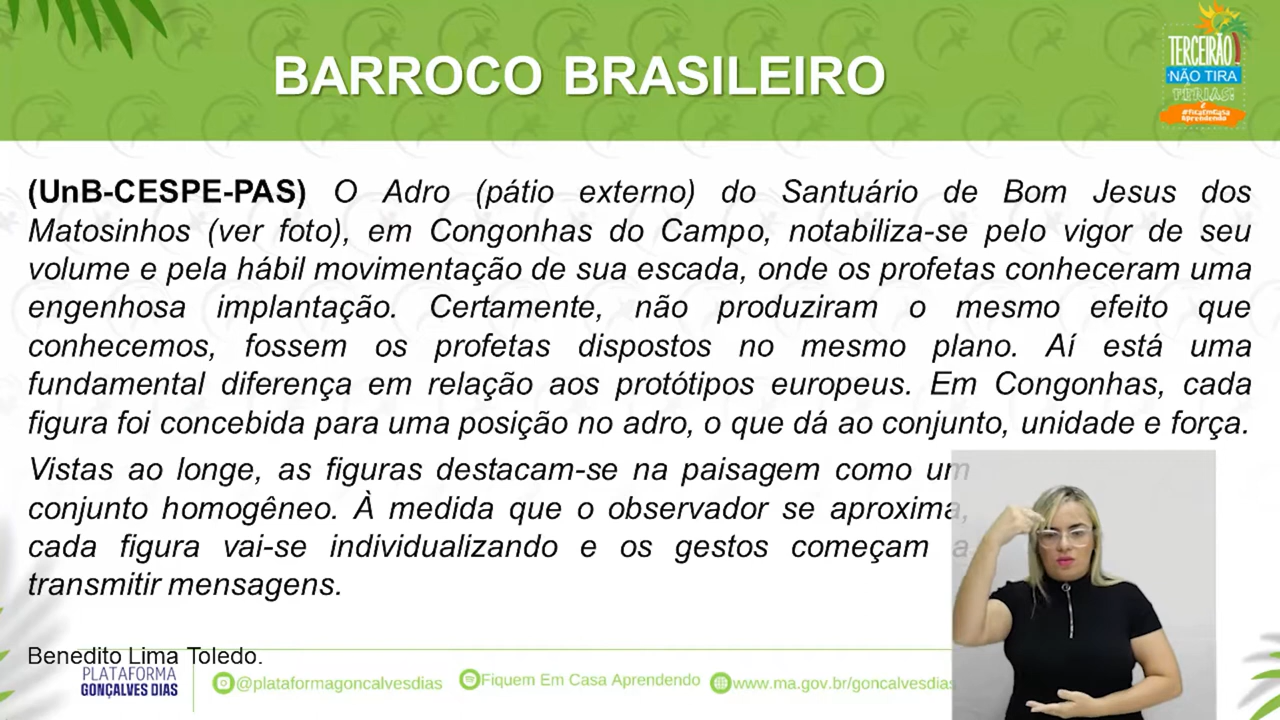 BARROCO BRASILEIRO
TERCEIRÃO
NÃO TIRA
FÉRIAS!
É
#FicaEmCasa
Aprendendo
(UnB-CESPE-PAS) O Adro (pátio externo) do Santuário de Bom Jesus dos
Matosinhos (ver foto), em Congonhas do Campo, notabiliza-se pelo vigor de seu
volume e pela hábil movimentação de sua escada, onde os profetas conheceram uma
engenhosa implantação. Certamente, não produziram o mesmo efeito que
conhecemos, fossem os profetas dispostos no mesmo plano. Aí está uma
fundamental diferença em relação aos protótipos europeus. Em Congonhas, cada
figura foi concebida para uma posição no adro, o que dá ao conjunto, unidade e força.
Vistas ao longe, as figuras destacam-se na paisagem como um
conjunto homogêneo. À medida que o observador se aproxima,
cada figura vai-se individualizando e os gestos começam a
transmitir mensagens.
Benedito Lima Toledo.
PLATAFORMA
GONÇALVES DIAS
@plataformagoncalvesdias
Fiquem Em Casa Aprendendo
www.ma.gov.br/goncalvesdias